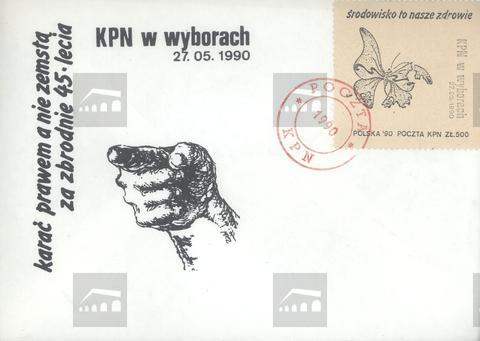 karać prawem a nie zemstą
za zbrodnie 45-lecia
KPN w wyborach
27. 05. 1990
środowisko to nasze zdrowie
KPN w wyborach
27.05.1990
POLSKA '90 POCZTA KPN ZŁ.500
* POCZTA *
1990
KPN